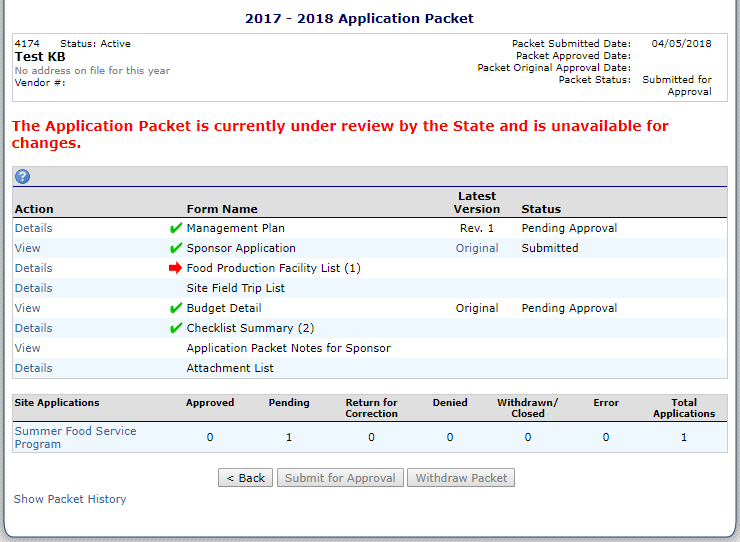 2017 - 2018 Application Packet
4174 Status: Active
Test KB
No address on file for this year
Vendor #:
Packet Submitted Date: 04/05/2018
Packet Approved Date:
Packet Original Approval Date:
Packet Status: Submitted for
Approval
The Application Packet is currently under review by the State and is unavailable for
changes.
?
Action Form Name Latest Version Status
Details Management Plan Rev. 1 Pending Approval
View Sponsor Application Original Submitted
Details Food Production Facility List (1)
Details Site Field Trip List
View Budget Detail Original Pending Approval
Details Checklist Summary (2)
View Application Packet Notes for Sponsor
Details Attachment List
Site Applications Approved Pending Return for Correction Denied Withdrawn/ Closed Error Total Applications
Summer Food Service Program 0 1 0 0 0 0 1
< Back Submit for Approval Withdraw Packet
Show Packet History